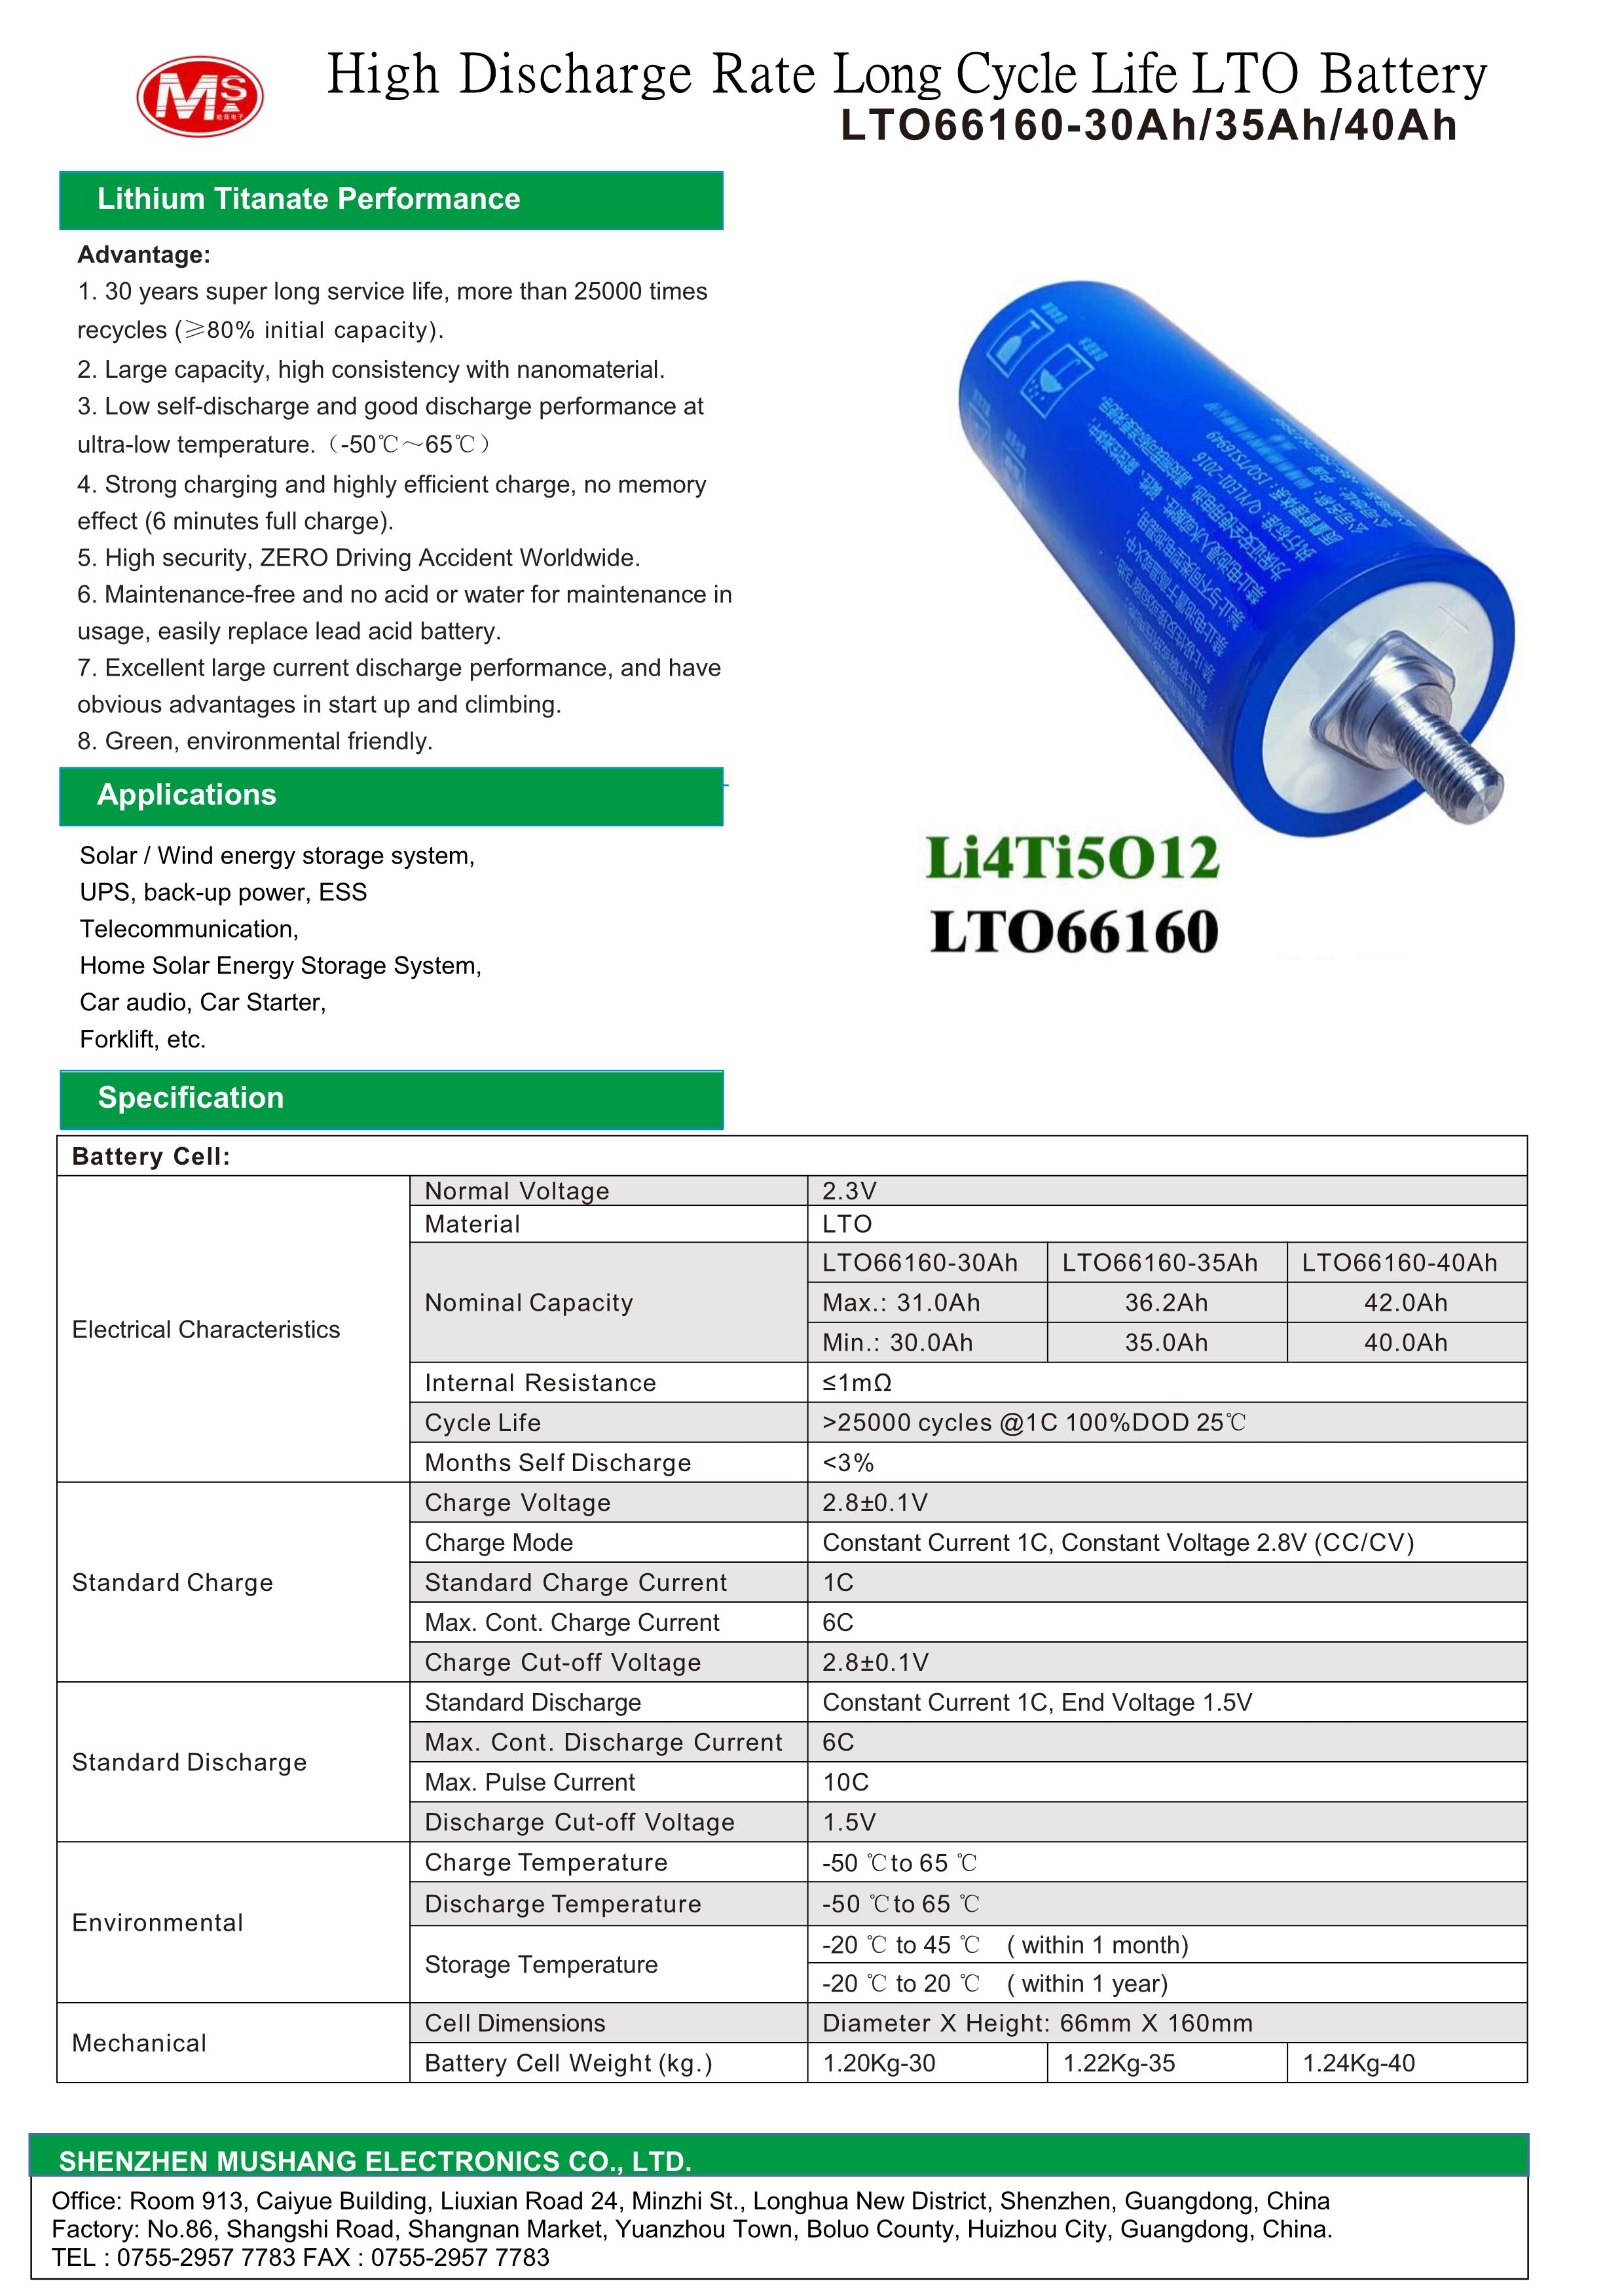 MS
High Discharge Rate Long Cycle Life LTO Battery
LTO66160-30Ah/35Ah/40Ah
Lithium Titanate Performance
Advantage:
1. 30 years super long service life, more than 25000 times
recycles (≥80% initial capacity).
2. Large capacity, high consistency with nanomaterial.
3. Low self-discharge and good discharge performance at
ultra-low temperature.（-50℃～65℃）
4. Strong charging and highly efficient charge, no memory
effect (6 minutes full charge).
5. High security, ZERO Driving Accident Worldwide.
6. Maintenance-free and no acid or water for maintenance in
usage, easily replace lead acid battery.
7. Excellent large current discharge performance, and have
obvious advantages in start up and climbing.
8. Green, environmental friendly.
Li4Ti5O12
LTO66160
Applications
Solar / Wind energy storage system,
UPS, back-up power, ESS
Telecommunication,
Home Solar Energy Storage System,
Car audio, Car Starter,
Forklift, etc.
Specification
Battery Cell:
Electrical Characteristics
Normal Voltage 2.3V
Material LTO
Nominal Capacity
LTO66160-30Ah LTO66160-35Ah LTO66160-40Ah
Max.: 31.0Ah 36.2Ah 42.0Ah
Min.: 30.0Ah 35.0Ah 40.0Ah
Internal Resistance ≤1mΩ
Cycle Life >25000 cycles @1C 100%DOD 25℃
Months Self Discharge <3%
Standard Charge
Charge Voltage 2.8±0.1V
Charge Mode Constant Current 1C, Constant Voltage 2.8V (CC/CV)
Standard Charge Current 1C
Max. Cont. Charge Current 6C
Charge Cut-off Voltage 2.8±0.1V
Standard Discharge
Standard Discharge Constant Current 1C, End Voltage 1.5V
Max. Cont. Discharge Current 6C
Max. Pulse Current 10C
Discharge Cut-off Voltage 1.5V
Environmental
Charge Temperature -50 ℃to 65 ℃
Discharge Temperature -50 ℃to 65 ℃
Storage Temperature
-20 ℃ to 45 ℃ ( within 1 month)
-20 ℃ to 20 ℃ ( within 1 year)
Mechanical
Cell Dimensions Diameter X Height: 66mm X 160mm
Battery Cell Weight (kg.) 1.20Kg-30 1.22Kg-35 1.24Kg-40
SHENZHEN MUSHANG ELECTRONICS CO., LTD.
Office: Room 913, Caiyue Building, Liuxian Road 24, Minzhi St., Longhua New District, Shenzhen, Guangdong, China
Factory: No.86, Shangshi Road, Shangnan Market, Yuanzhou Town, Boluo County, Huizhou City, Guangdong, China.
TEL : 0755-2957 7783 FAX : 0755-2957 7783